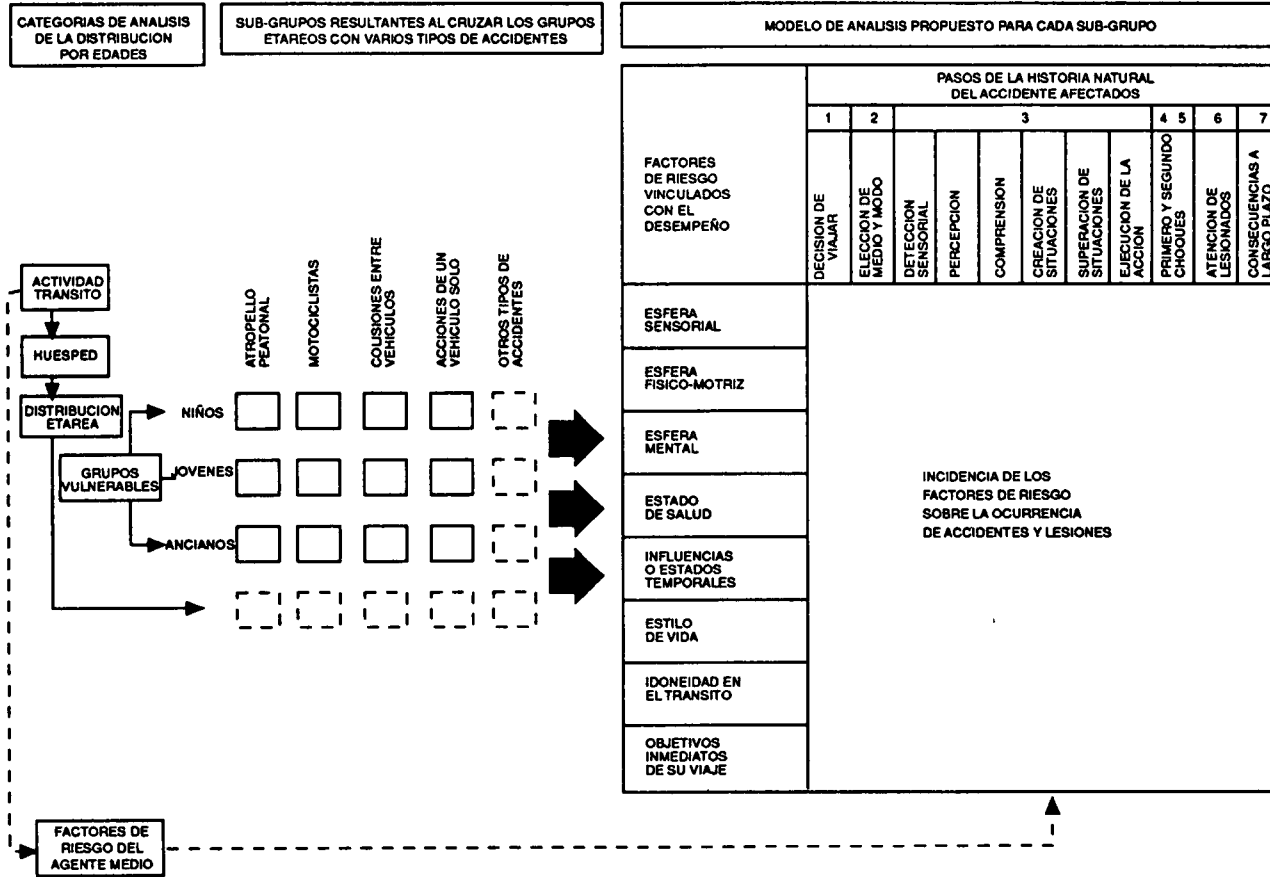 CATEGORIAS DE ANALISIS
DE LA DISTRIBUCION
POR EDADES
SUB-GRUPOS RESULTANTES AL CRUZAR LOS GRUPOS
ETAREOS CON VARIOS TIPOS DE ACCIDENTES
MODELO DE ANALISIS PROPUESTO PARA CADA SUB-GRUPO
ACTIVIDAD
TRANSITO
HUESPED
DISTRIBUCION
ETAREA
GRUPOS
VULNERABLES
ATROPELLO
PEATONAL
MOTOCICLISTAS
COUSIONES ENTRE
VEHICULOS
ACCIONES DE UN
VEHICULO SOLO
OTROS TIPOS DE
ACCIDENTES
NIÑOS
JOVENES
ANCIANOS
FACTORES
DE RIESGO
VINCULADOS
CON EL
DESEMPEÑO
PASOS DE LA HISTORIA NATURAL
DEL ACCIDENTE AFECTADOS
1 2 3 4 5 6 7
DECISION DE
VIAJAR
ELECCION DE
MEDIO Y MODO
DETECCION
SENSORIAL
PERCEPCION
COMPRENSION
CREACION DE
SITUACIONES
SUPERACION DE
SITUACIONES
EJECUCION DE LA
ACCION
PRIMERO Y SEGUNDO
CHOQUES
ATENCION DE
LESIONADOS
CONSECUENCIAS A
LARGO PLAZO
ESFERA
SENSORIAL
ESFERA
FISICO-MOTRIZ
ESFERA
MENTAL
ESTADO
DE SALUD
INFLUENCIAS
O ESTADOS
TEMPORALES
ESTILO
DE VIDA
IDONEIDAD EN
EL TRANSITO
OBJETIVOS
INMEDIATOS
DE SU VIAJE
INCIDENCIA DE LOS
FACTORES DE RIESGO
SOBRE LA OCURRENCIA
DE ACCIDENTES Y LESIONES
FACTORES DE
RIESGO DEL
AGENTE MEDIO